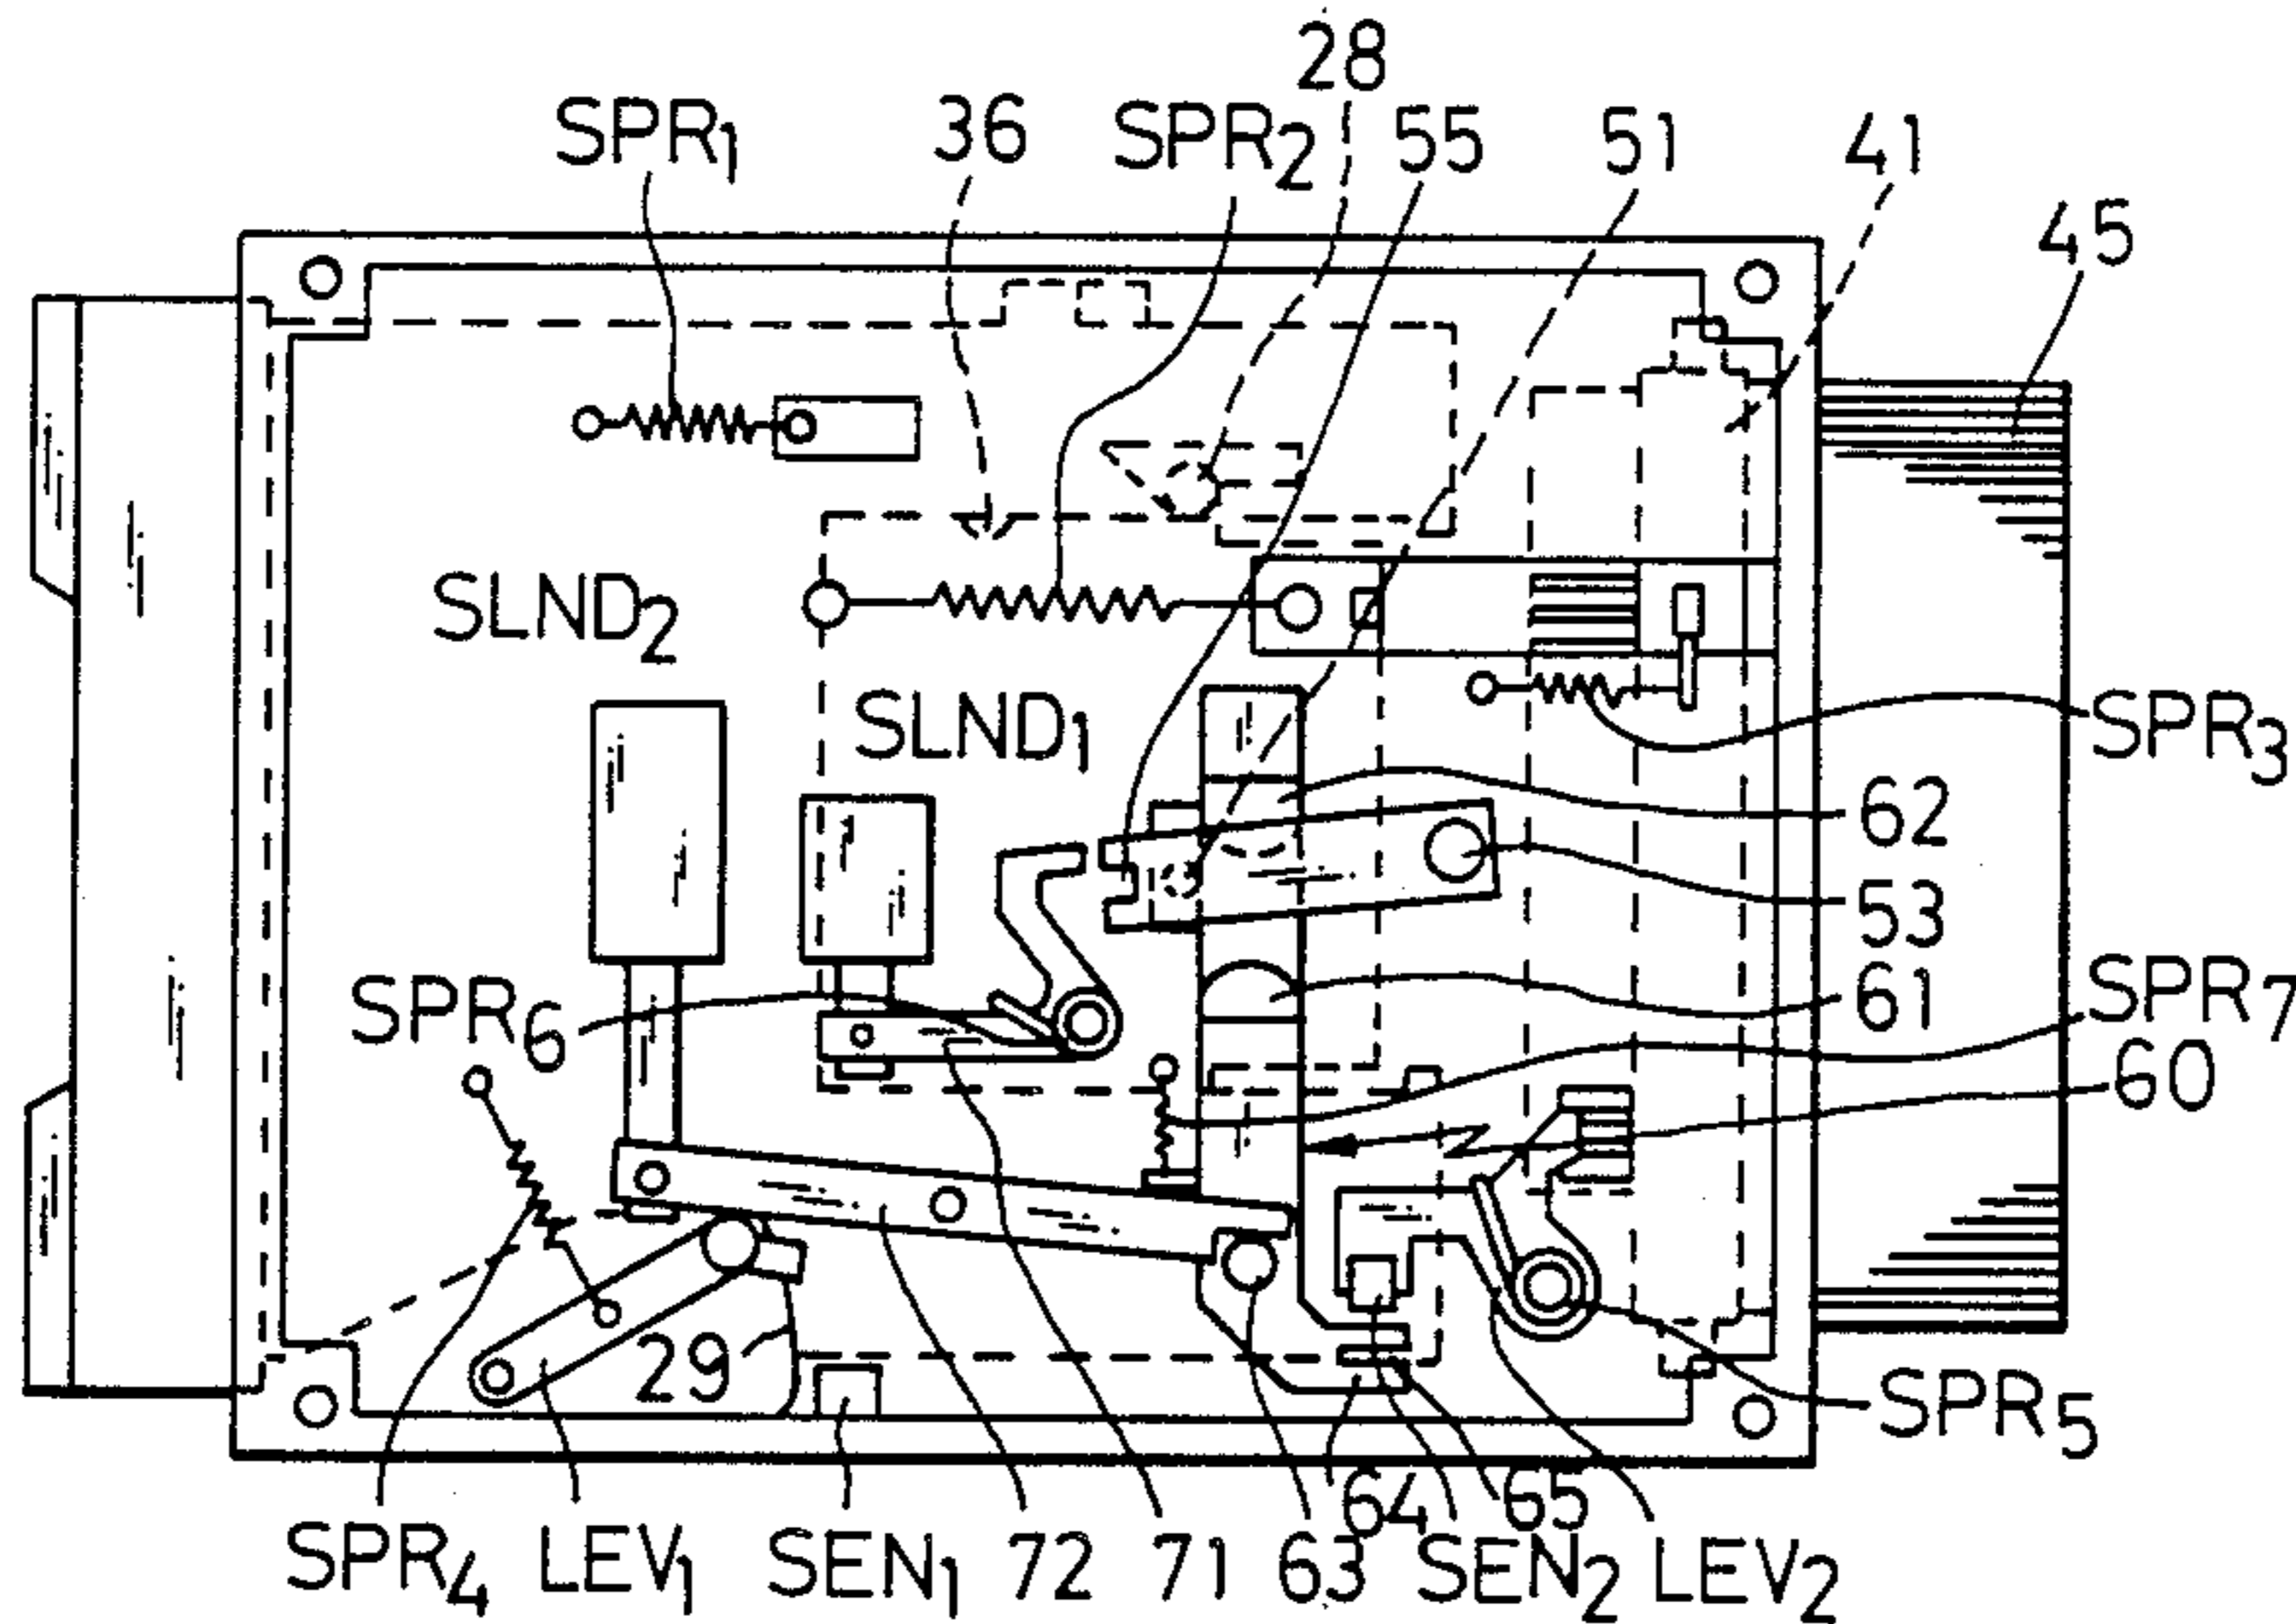 28
SPR1
36
SPR2
55
51
41
45
SLND2
SLND1
SPR3
62
53
SPR6
61
SPR7
60
29
SPR5
64
65
SPR4
LEV1
SEN1
72
71
63
SEN2
LEV2